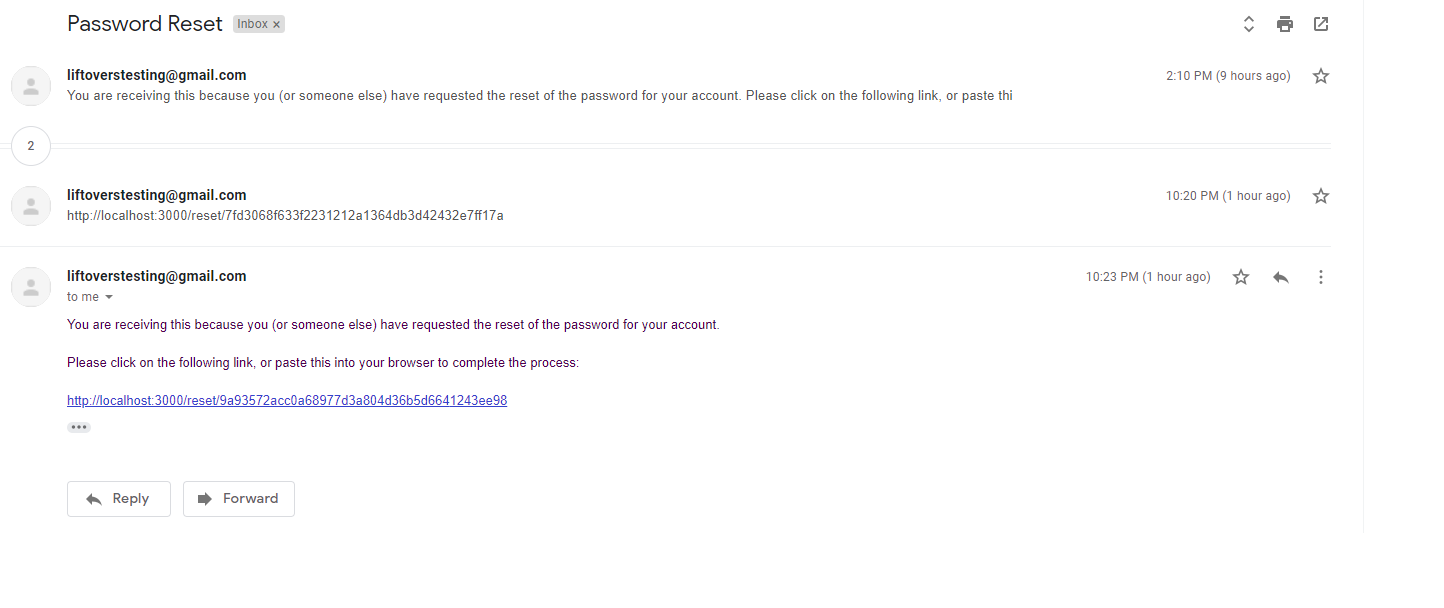 Password Reset Inbox ×
liftoverstesting@gmail.com 2:10 PM (9 hours ago)
You are receiving this because you (or someone else) have requested the reset of the password for your account. Please click on the following link, or paste thi
2
liftoverstesting@gmail.com 10:20 PM (1 hour ago)
http://localhost:3000/reset/7fd3068f633f2231212a1364db3d42432e7ff17a
liftoverstesting@gmail.com 10:23 PM (1 hour ago)
to me
You are receiving this because you (or someone else) have requested the reset of the password for your account.
Please click on the following link, or paste this into your browser to complete the process:
http://localhost:3000/reset/9a93572acc0a68977d3a804d36b5d6641243ee98
Reply Forward